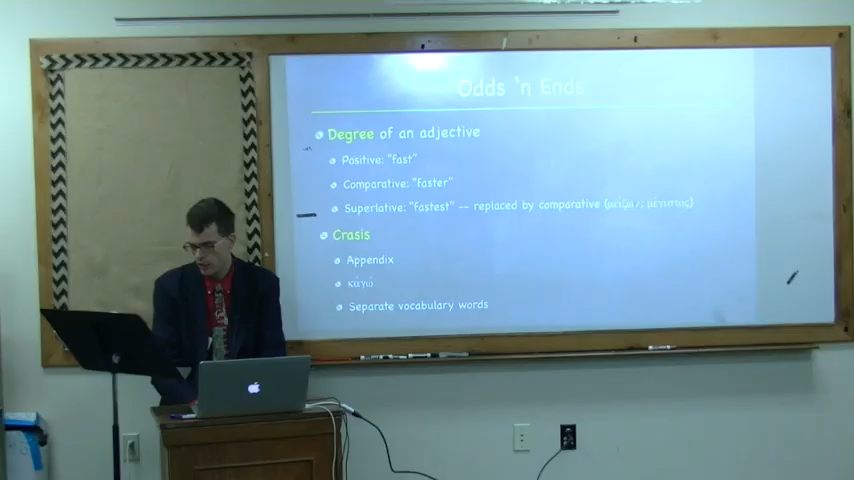 Odds 'n Ends
Degree of an adjective
Positive: "fast"
Comparative: "faster"
Superlative: "fastest" -- replaced by comparative (μείζων; μέγιστος)
Crasis
Appendix
κἀγώ
Separate vocabulary words